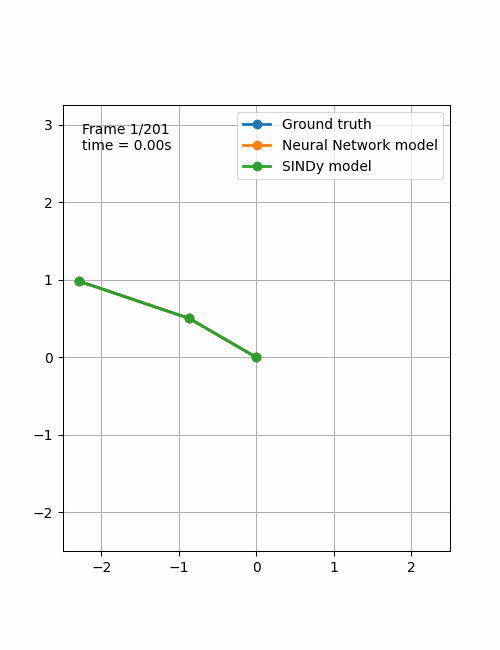 Frame 1/201
time = 0.00s
Ground truth
Neural Network model
SINDy model
3
2
1
0
−1
−2
−2
−1
0
1
2